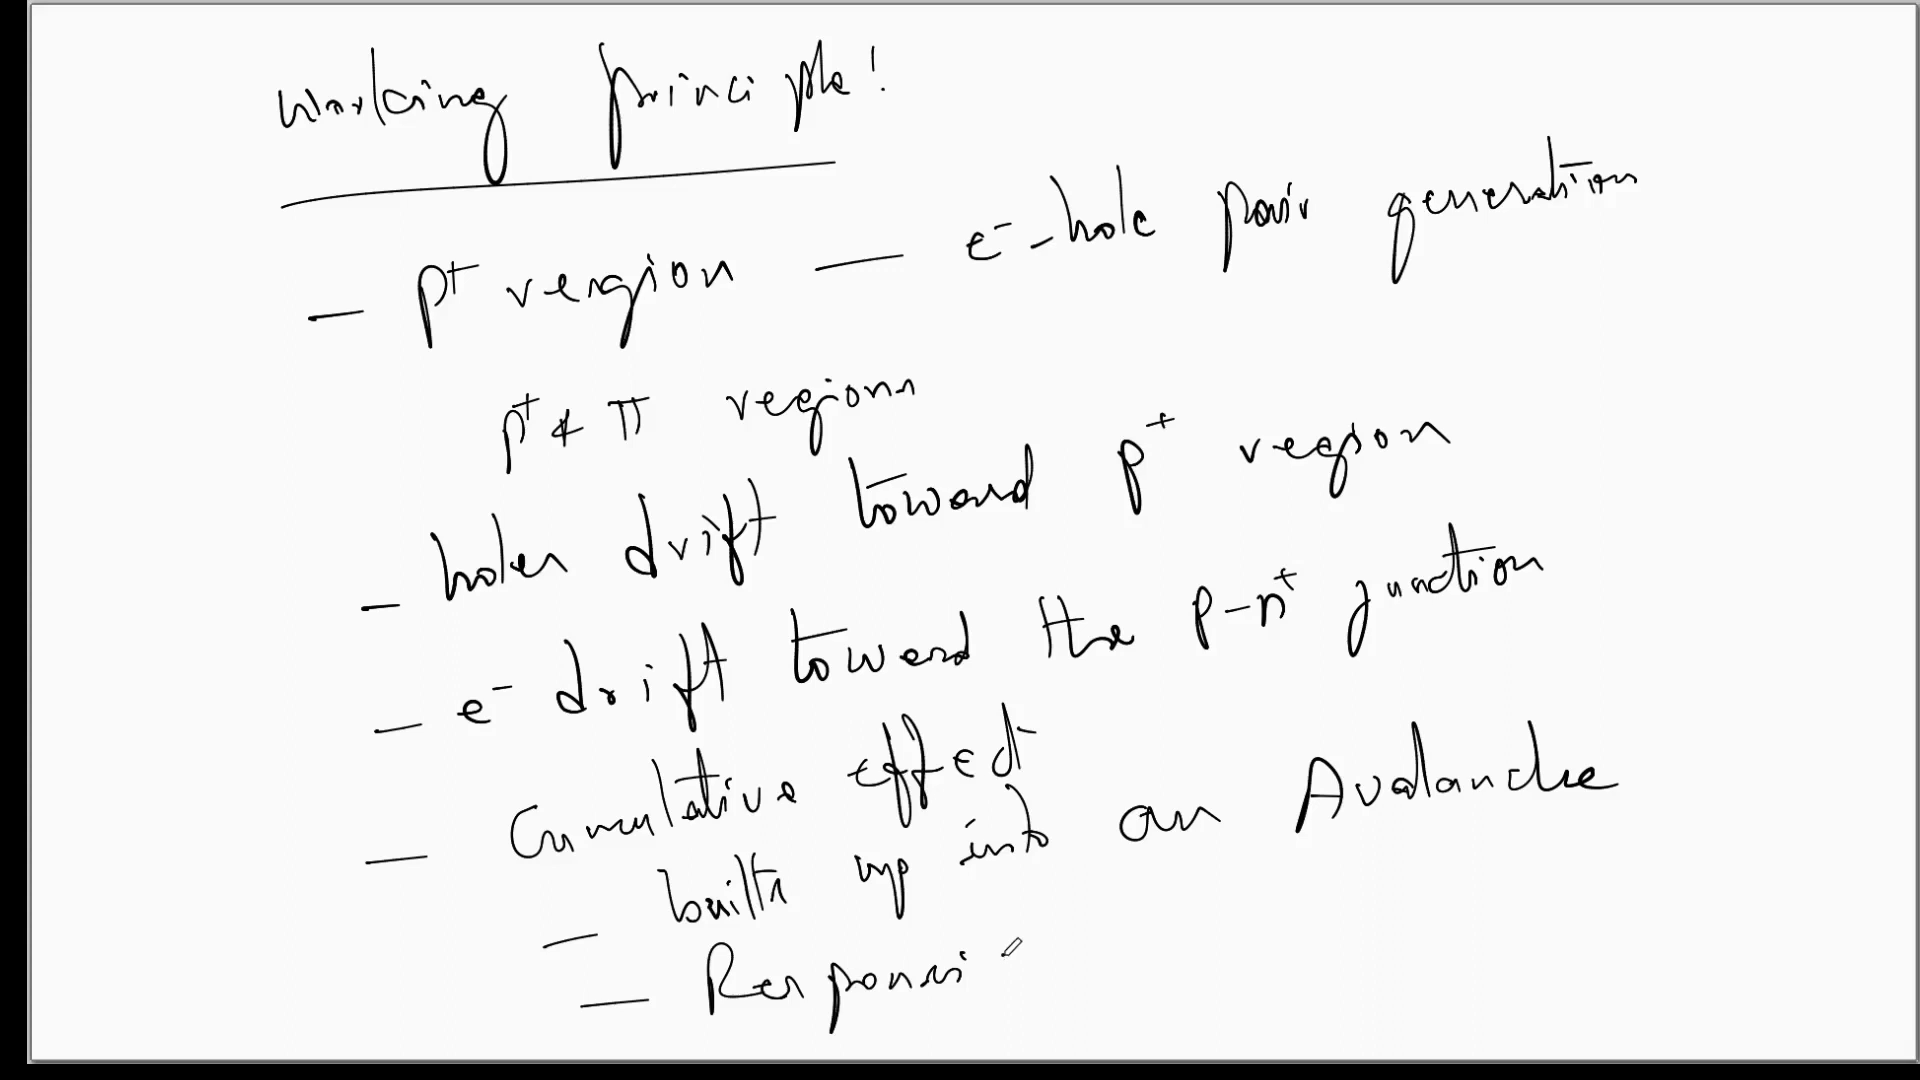 Working principle!
- p+ region — e- -hole pair generation
p+ & π regions
- holes drift toward p+ region
- e- drift toward the p-n+ junction
- Cumulative effect
- builts up into an Avalanche
- Responsi